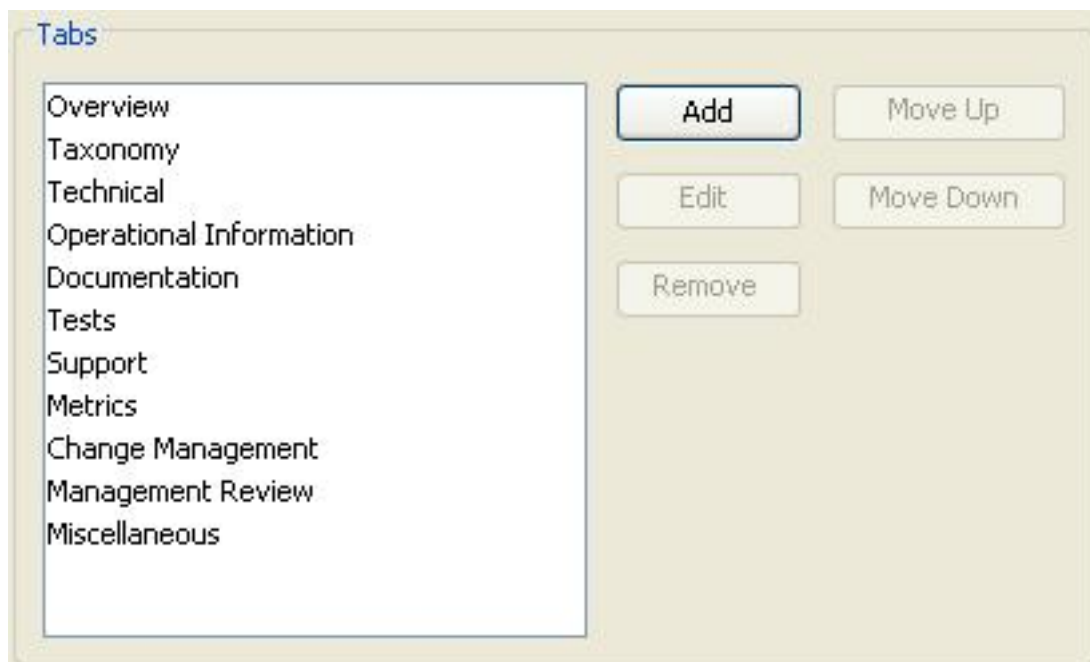 Tabs
Overview
Taxonomy
Technical
Operational Information
Documentation
Tests
Support
Metrics
Change Management
Management Review
Miscellaneous
Add
Move Up
Edit
Move Down
Remove